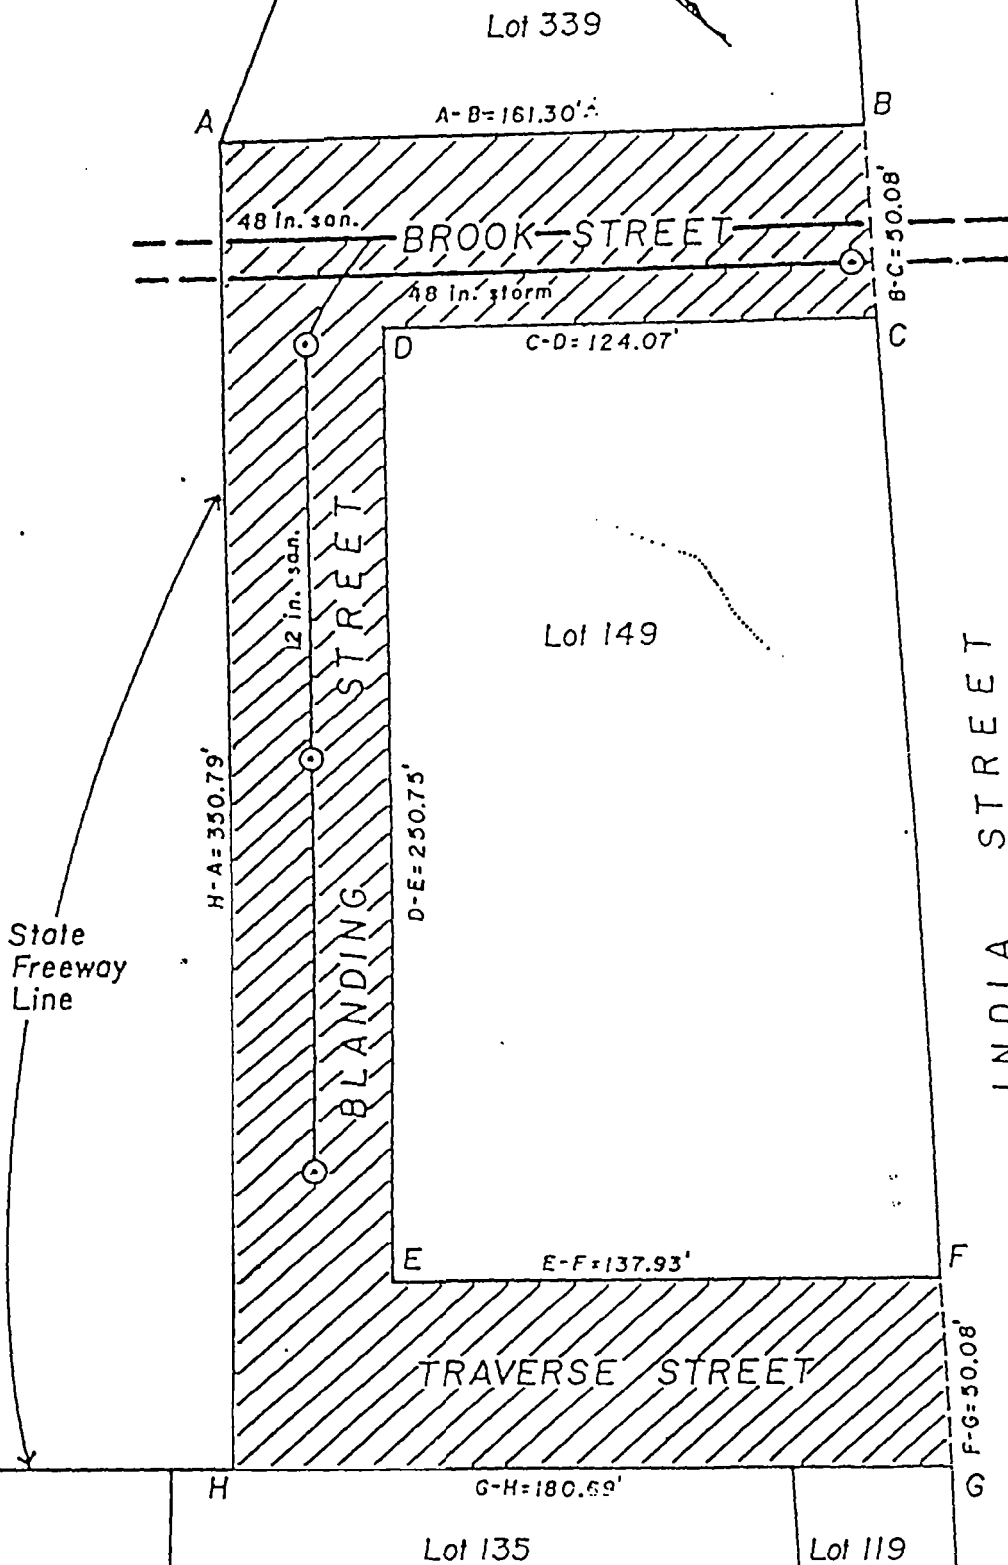 Lot 339
A
A-B=161.30'
B
48 in. san.
BROOK STREET
B-C=50.08'
48 in. storm
D
C-D=124.07'
C
12 in. san.
BLANDING STREET
Lot 149
INDIA STREET
H-A=350.79'
D-E=250.75'
State
Freeway
Line
E
E-F=137.93'
F
TRAVERSE STREET
F-G=50.08'
H
G-H=180.69'
G
Lot 135
Lot 119